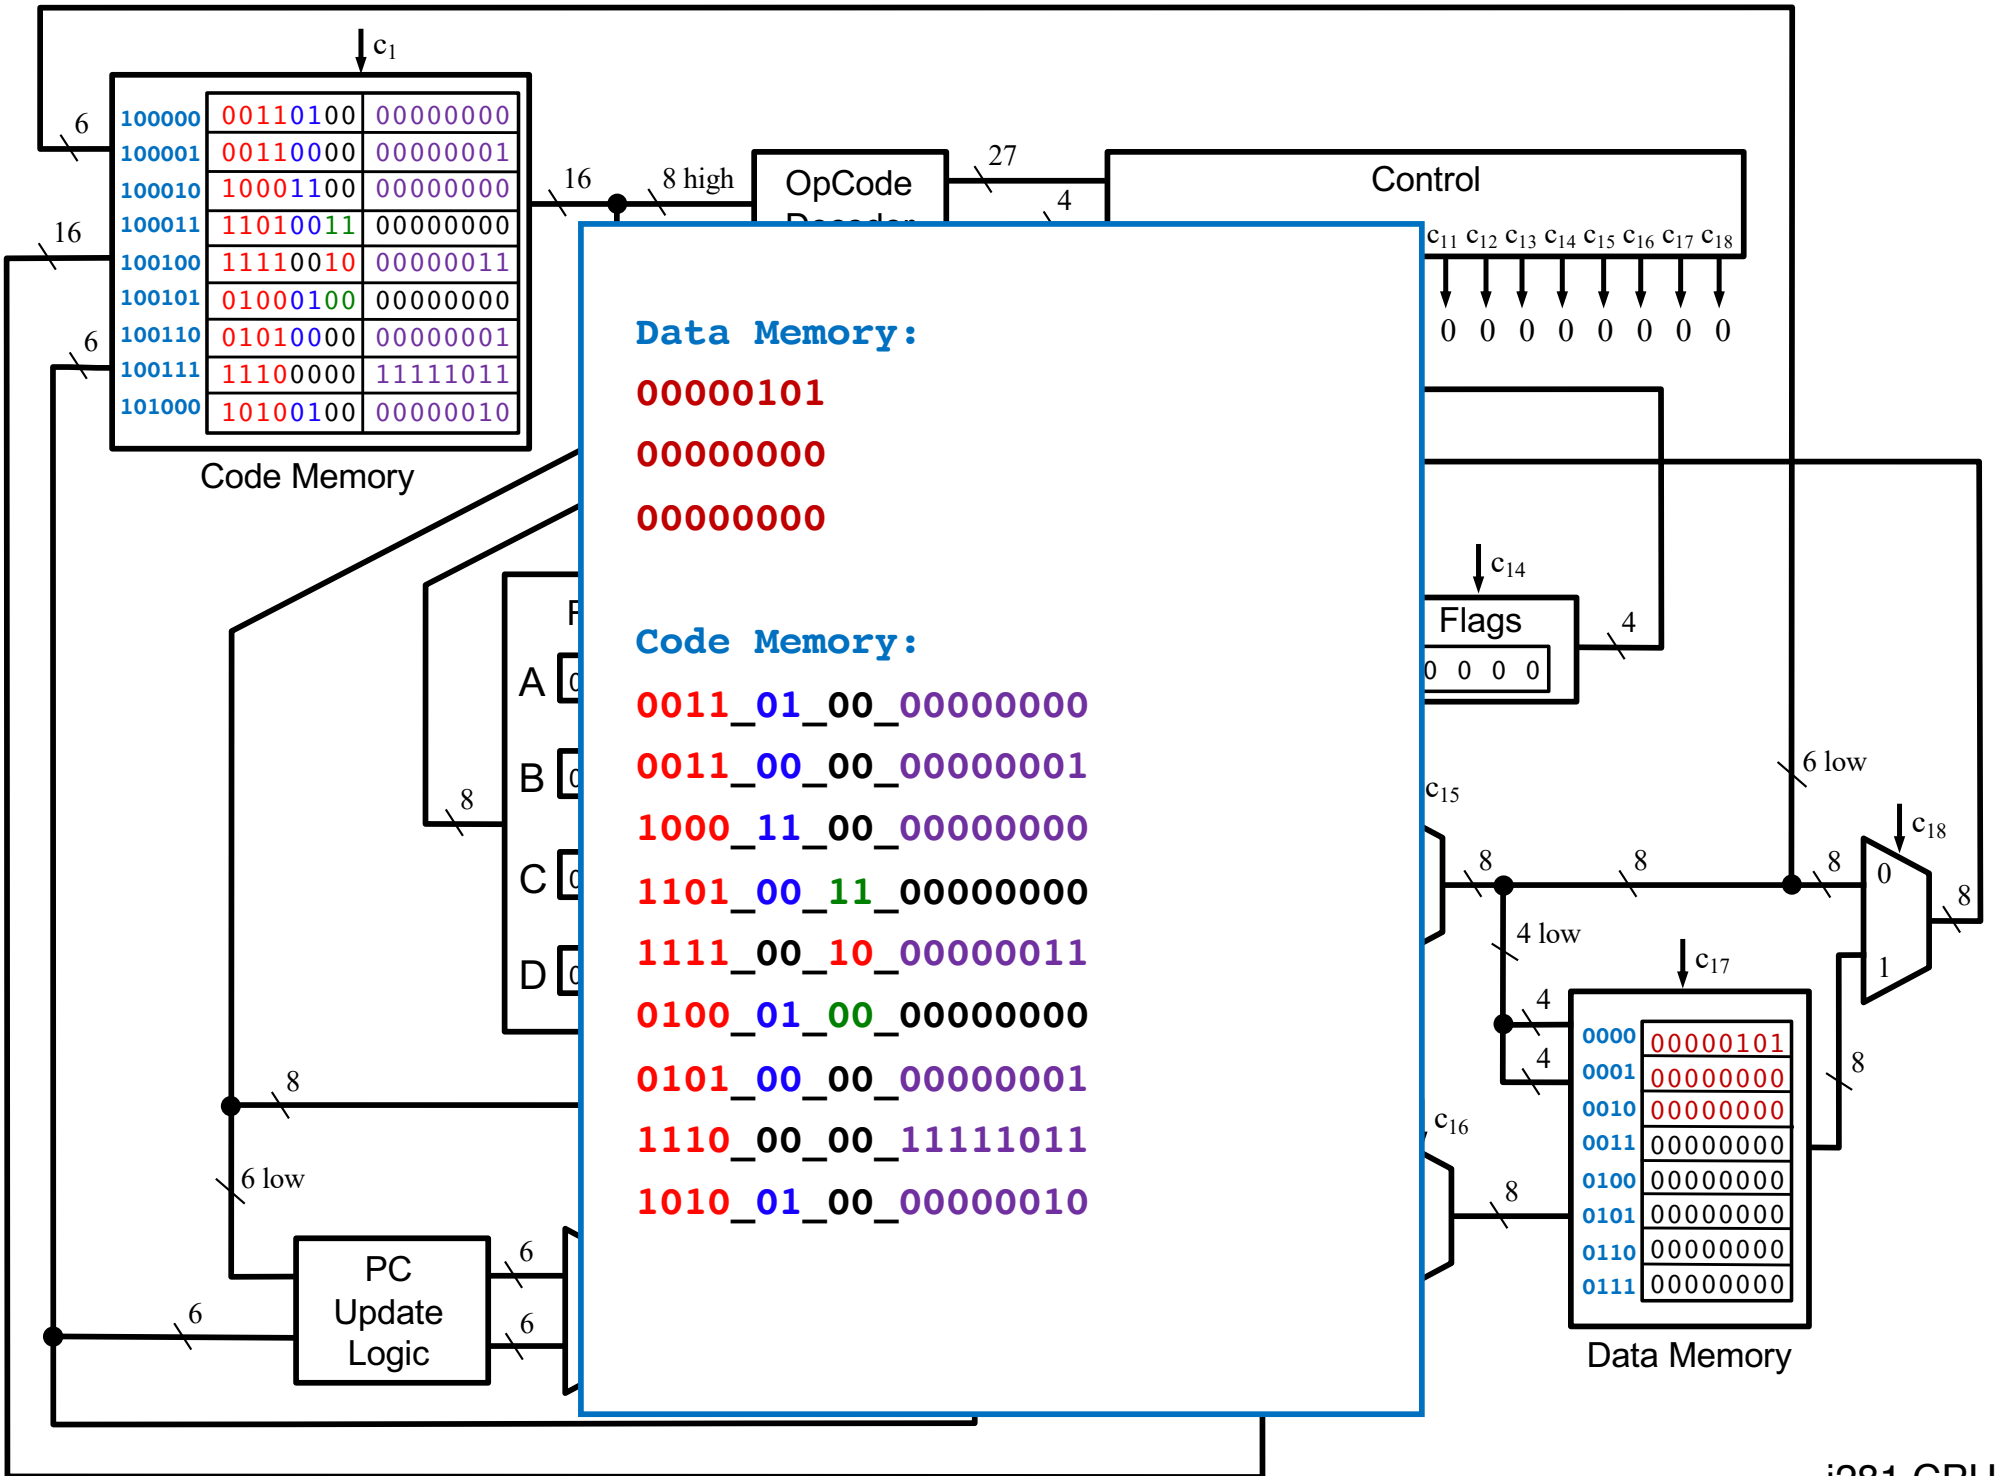 c1
6
16
6
100000 00110100 00000000
100001 00110000 00000001
100010 10001100 00000000
100011 11010011 00000000
100100 11110010 00000011
100101 01000100 00000000
100110 01010000 00000001
100111 11100000 11111011
101000 10100100 00000010
Code Memory
16
8 high
OpCode
27
4
Control
c11 c12 c13 c14 c15 c16 c17 c18
0 0 0 0 0 0 0 0
Data Memory:
00000101
00000000
00000000
Code Memory:
0011_01_00_00000000
0011_00_00_00000001
1000_11_00_00000000
1101_00_11_00000000
1111_00_10_00000011
0100_01_00_00000000
0101_00_00_00000001
1110_00_00_11111011
1010_01_00_00000010
A
B
C
D
8
8
6 low
6
PC
Update
Logic
6
6
c14
Flags
0 0 0 0
4
6 low
c15
8
8
8
c18
0
1
8
4 low
c17
4
4
8
c16
8
0000 00000101
0001 00000000
0010 00000000
0011 00000000
0100 00000000
0101 00000000
0110 00000000
0111 00000000
Data Memory
i281 CPU